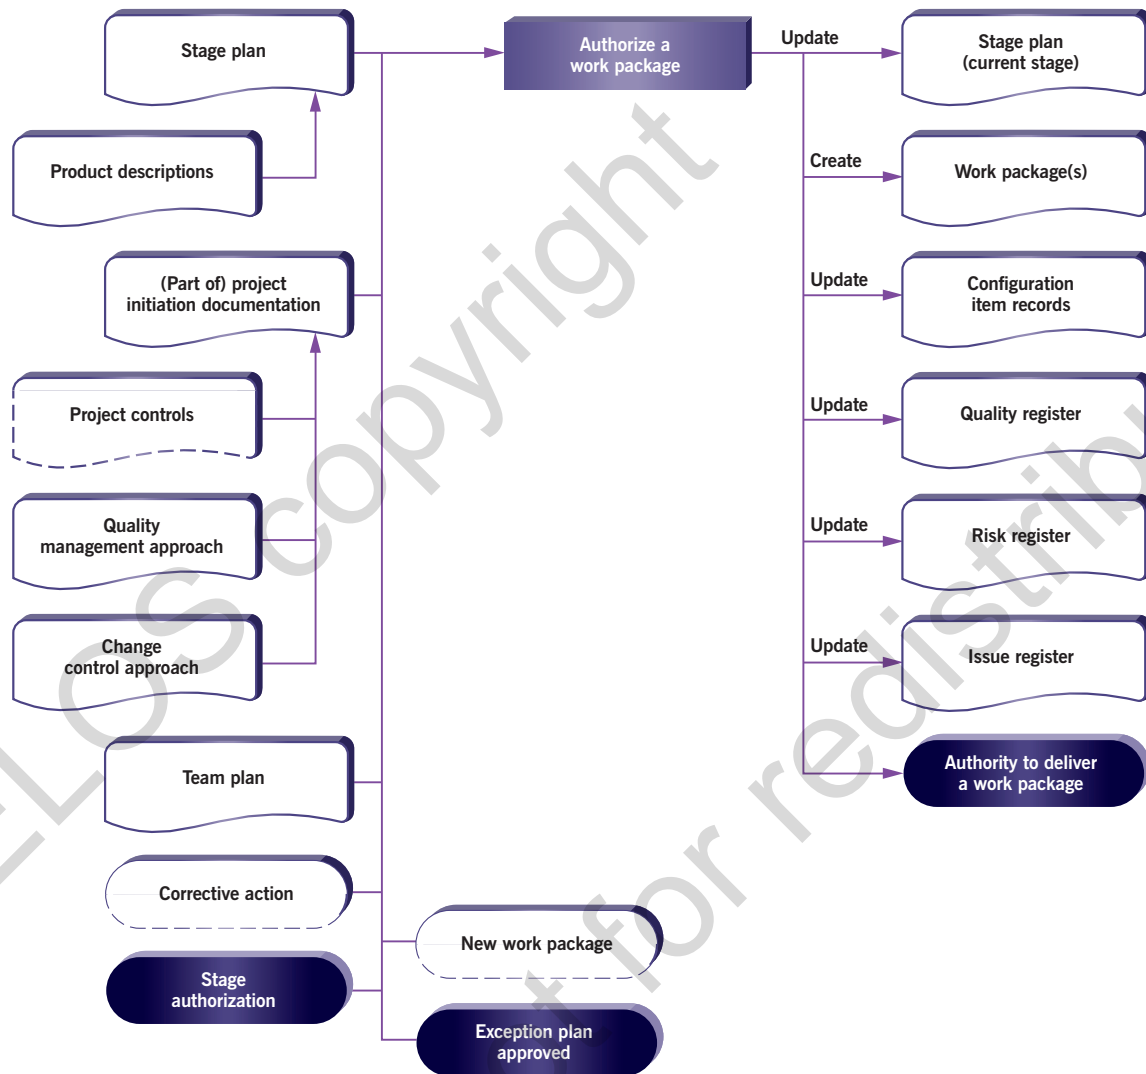 Stage plan
Authorize a
work package
Update
Stage plan
(current stage)
Product descriptions
Create
Work package(s)
(Part of) project
initiation documentation
Update
Configuration
item records
Project controls
Update
Quality register
Quality
management approach
Update
Risk register
Change
control approach
Update
Issue register
Team plan
Authority to deliver
a work package
Corrective action
New work package
Stage
authorization
Exception plan
approved
ELOS copyright
t for redistribu